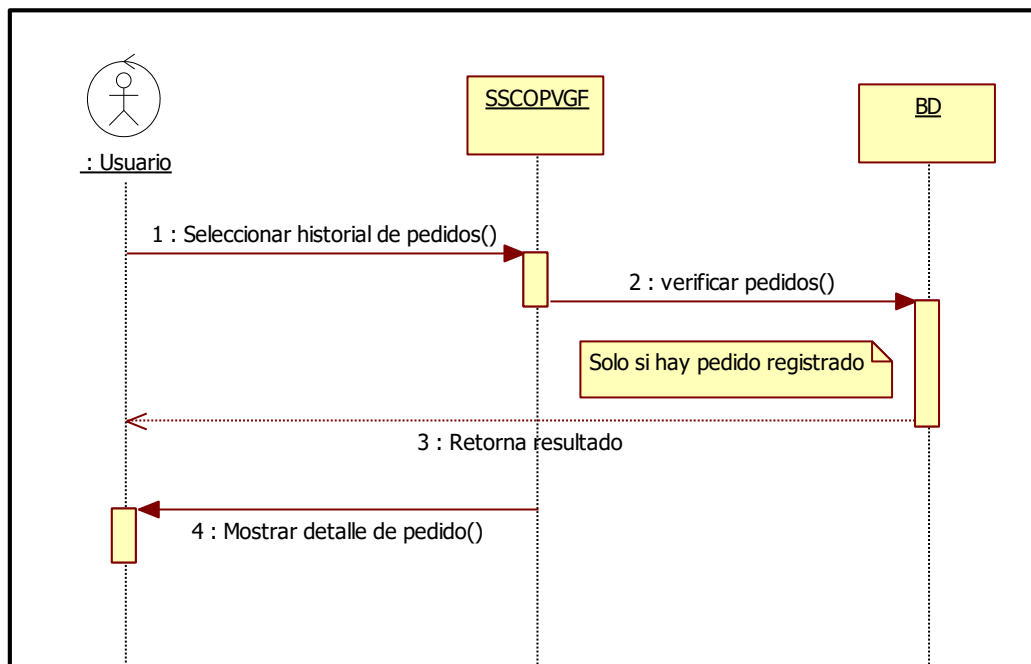 SSCOPVGF
BD
: Usuario
1 : Seleccionar historial de pedidos()
2 : verificar pedidos()
Solo si hay pedido registrado
3 : Retorna resultado
4 : Mostrar detalle de pedido()